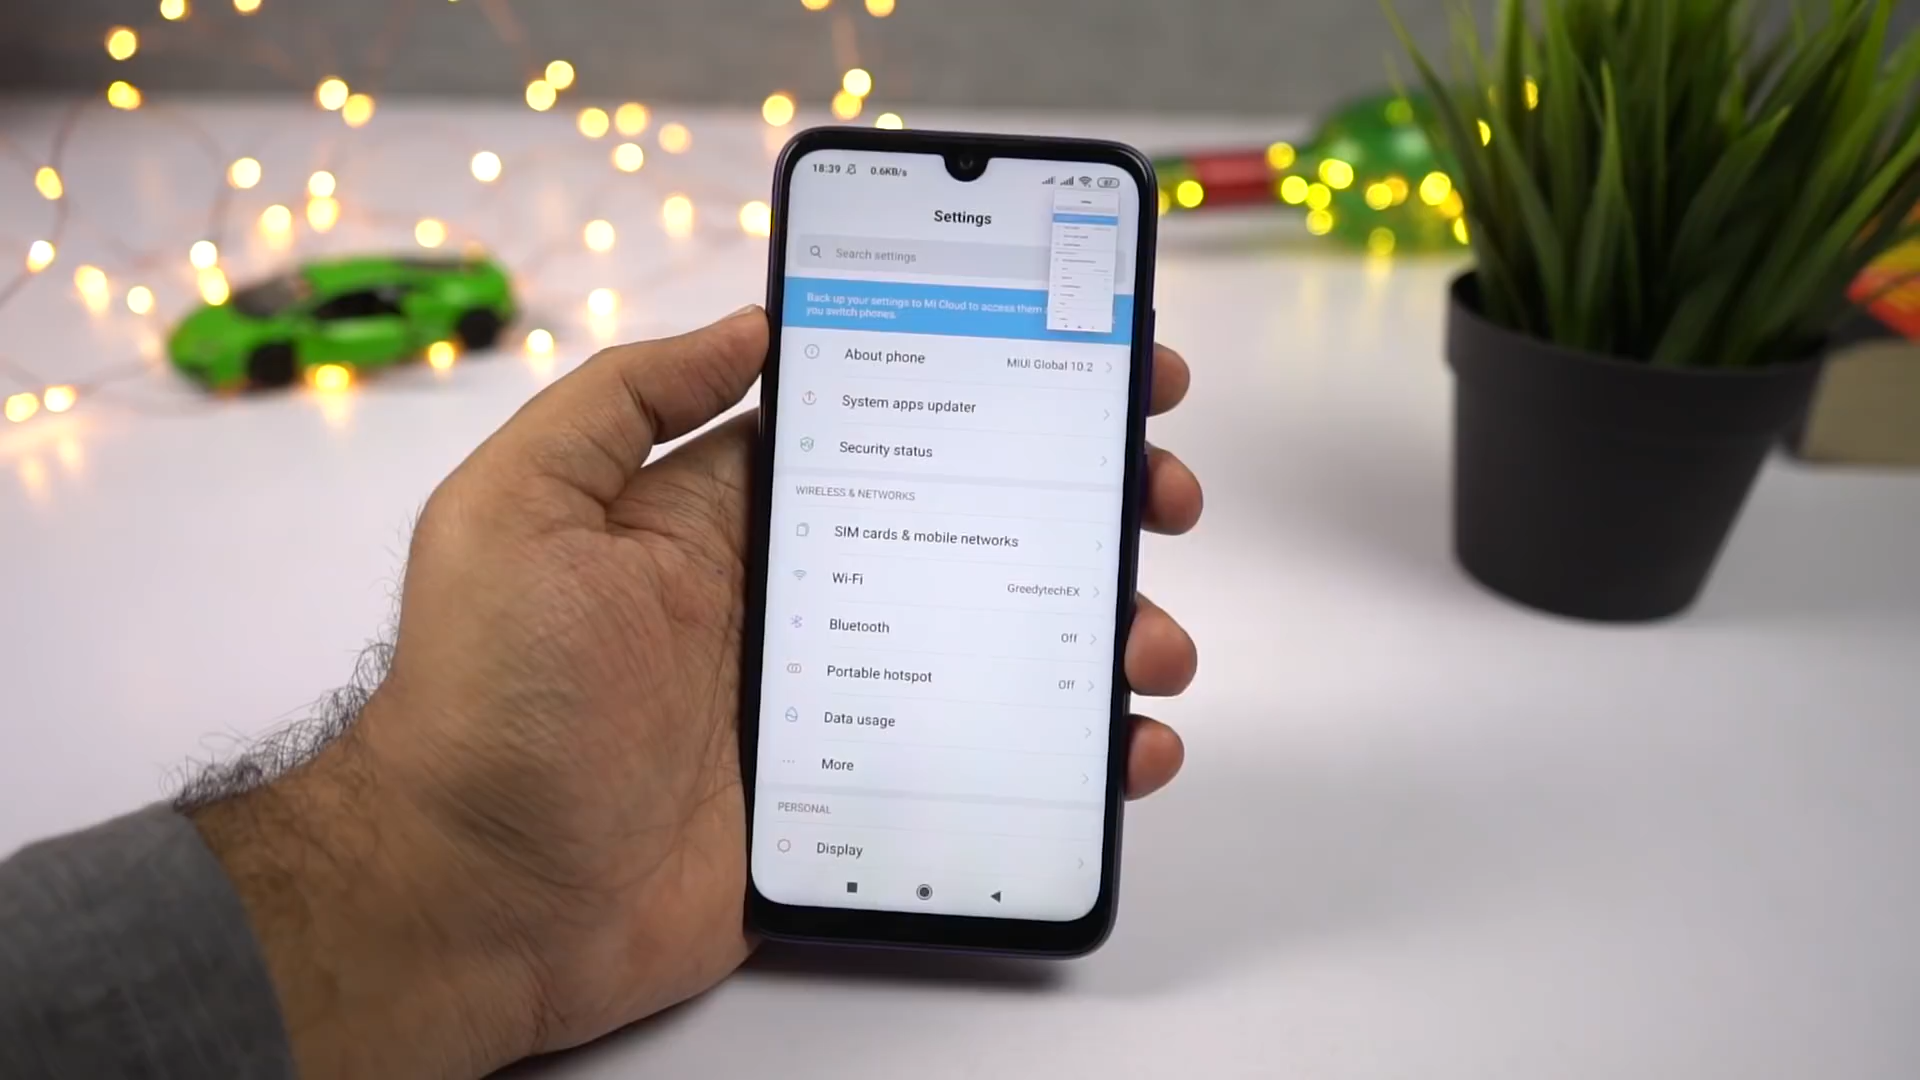 18:39 0.6KB/s 67
Settings
Search settings
Back up your settings to Mi Cloud to access them
you switch phones.
About phone MIUI Global 10.2
System apps updater
Security status
WIRELESS & NETWORKS
SIM cards & mobile networks
Wi-Fi GreedytechEX
Bluetooth Off
Portable hotspot Off
Data usage
More
PERSONAL
Display